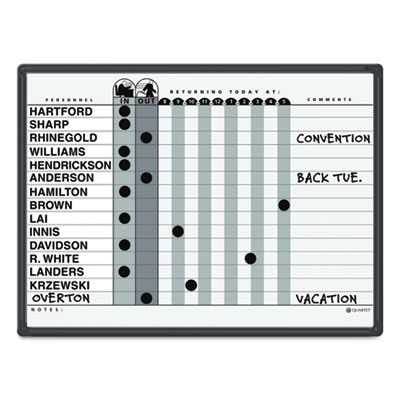 RETURNING TODAY AT:
PERSONNEL IN OUT 8 9 10 11 12 1 2 3 4 5 COMMENTS
HARTFORD
SHARP
RHINEGOLD CONVENTION
WILLIAMS
HENDRICKSON
ANDERSON BACK TUE.
HAMILTON
BROWN
LAI
INNIS
DAVIDSON
R. WHITE
LANDERS
KRZEWSKI
OVERTON VACATION
NOTES: QUARTET